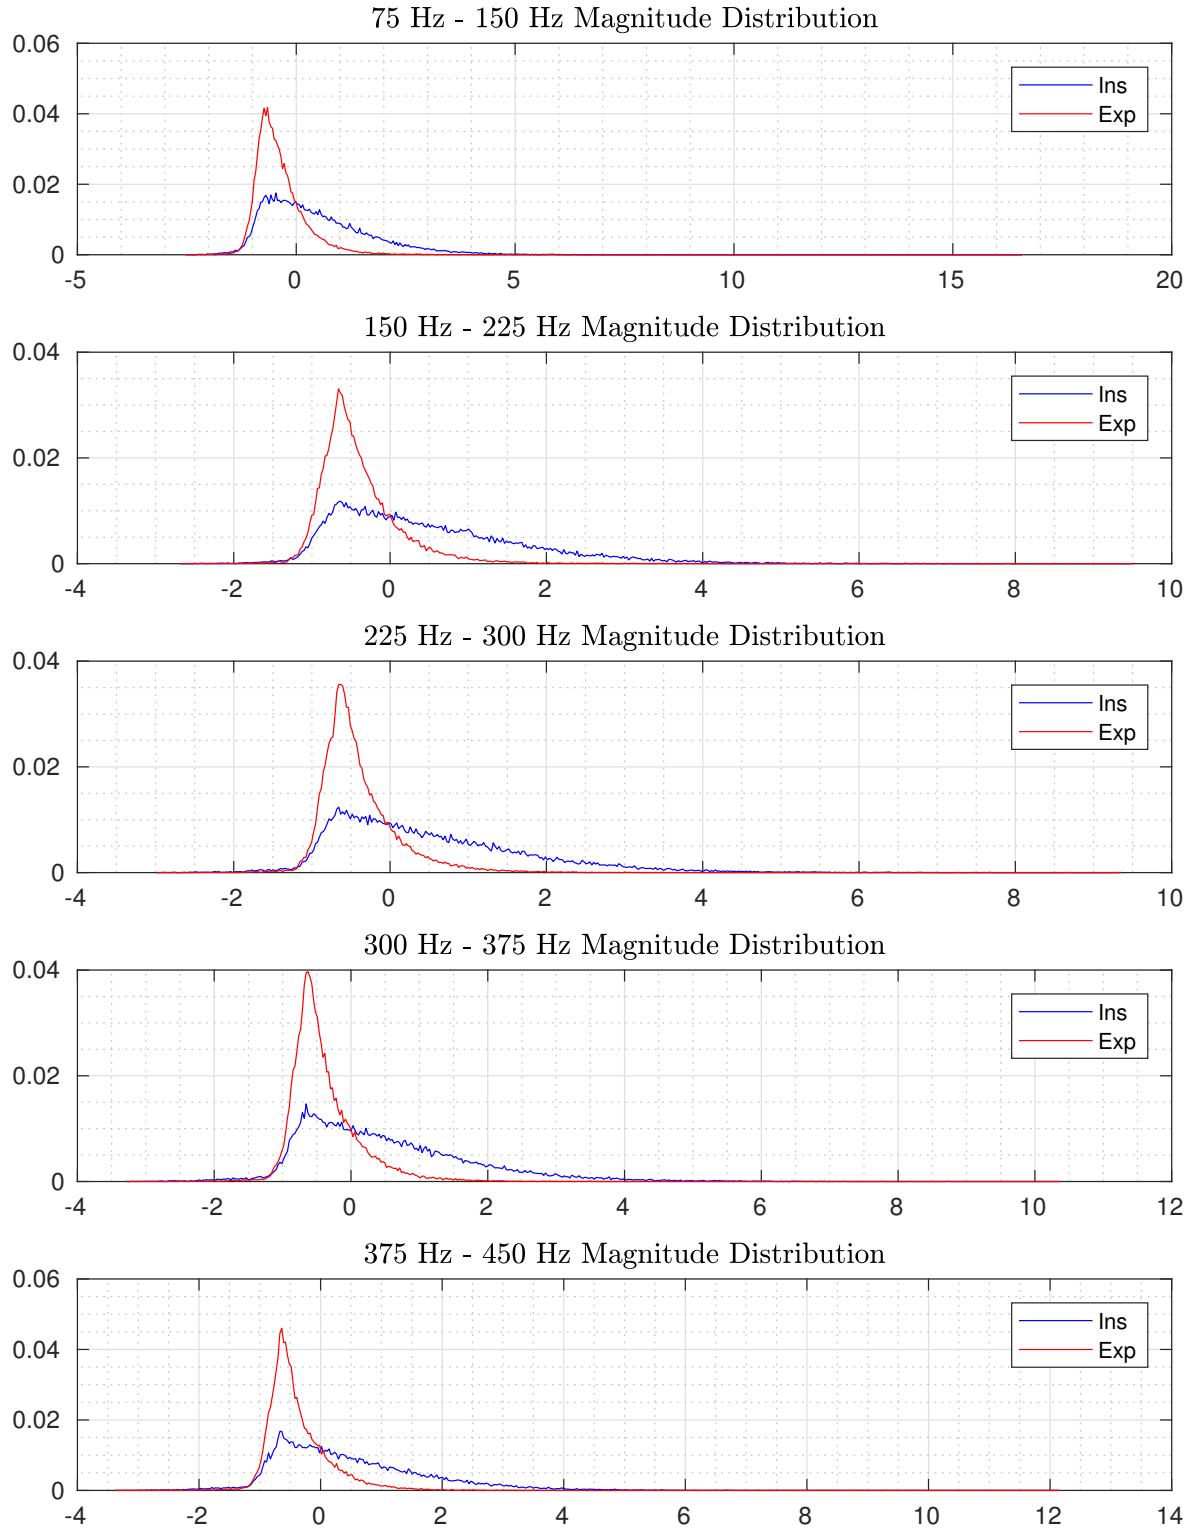 75 Hz - 150 Hz Magnitude Distribution
0.06
0.04
0.02
0
-5 0 5 10 15 20
Ins
Exp
150 Hz - 225 Hz Magnitude Distribution
0.04
0.02
0
-4 -2 0 2 4 6 8 10
Ins
Exp
225 Hz - 300 Hz Magnitude Distribution
0.04
0.02
0
-4 -2 0 2 4 6 8 10
Ins
Exp
300 Hz - 375 Hz Magnitude Distribution
0.04
0.02
0
-4 -2 0 2 4 6 8 10 12
Ins
Exp
375 Hz - 450 Hz Magnitude Distribution
0.06
0.04
0.02
0
-4 -2 0 2 4 6 8 10 12 14
Ins
Exp